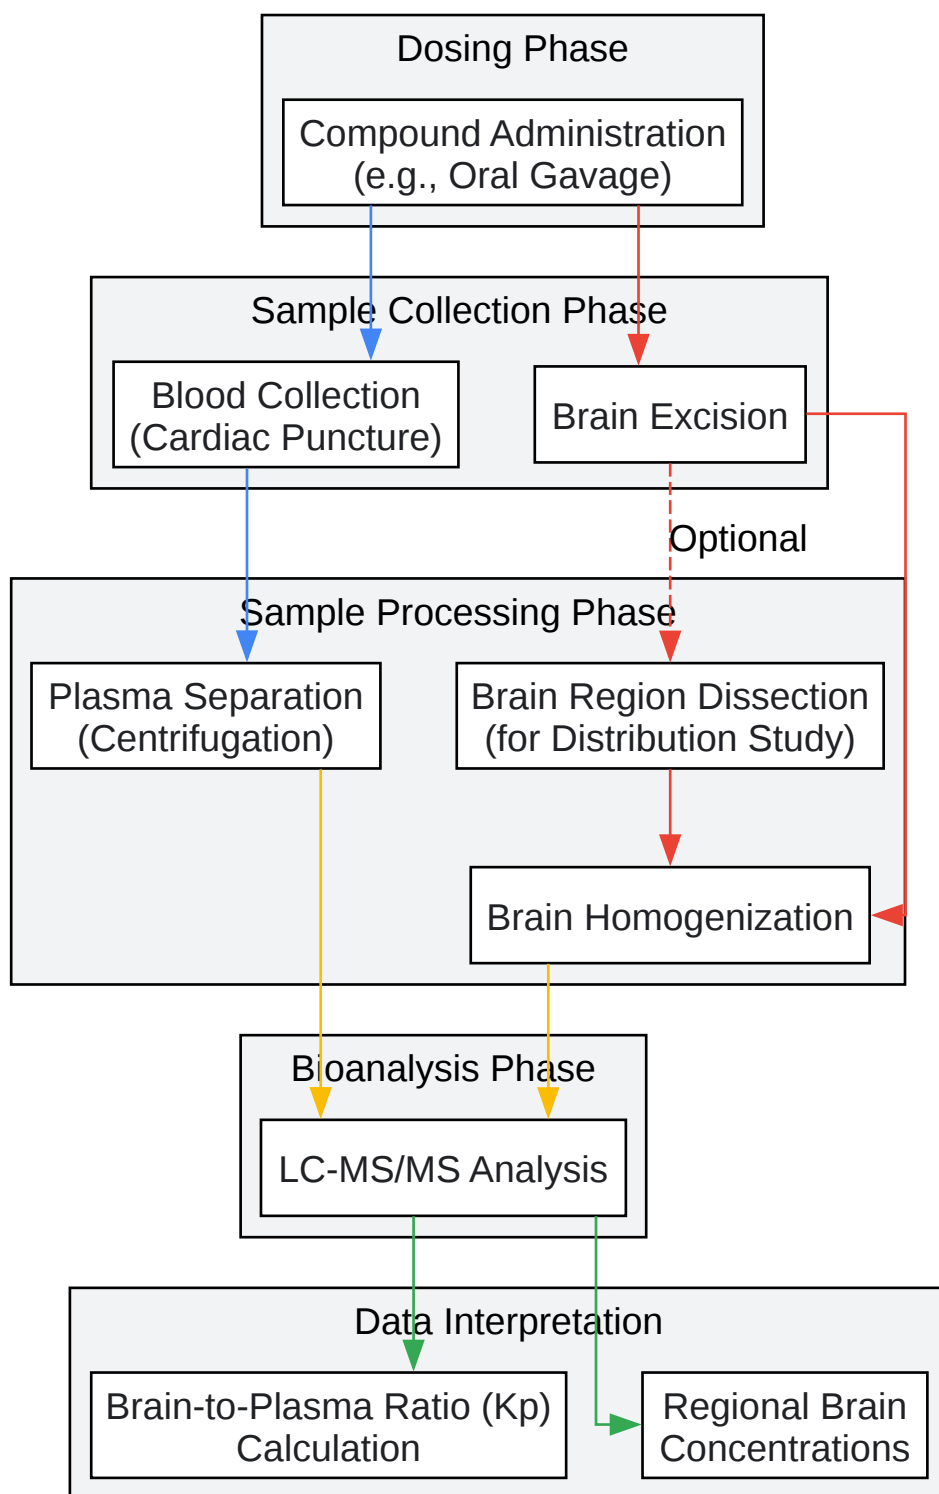 Dosing Phase
Compound Administration
(e.g., Oral Gavage)
Sample Collection Phase
Blood Collection
(Cardiac Puncture)
Brain Excision
Optional
Sample Processing Phase
Plasma Separation
(Centrifugation)
Brain Region Dissection
(for Distribution Study)
Brain Homogenization
Bioanalysis Phase
LC-MS/MS Analysis
Data Interpretation
Brain-to-Plasma Ratio (Kp)
Calculation
Regional Brain
Concentrations